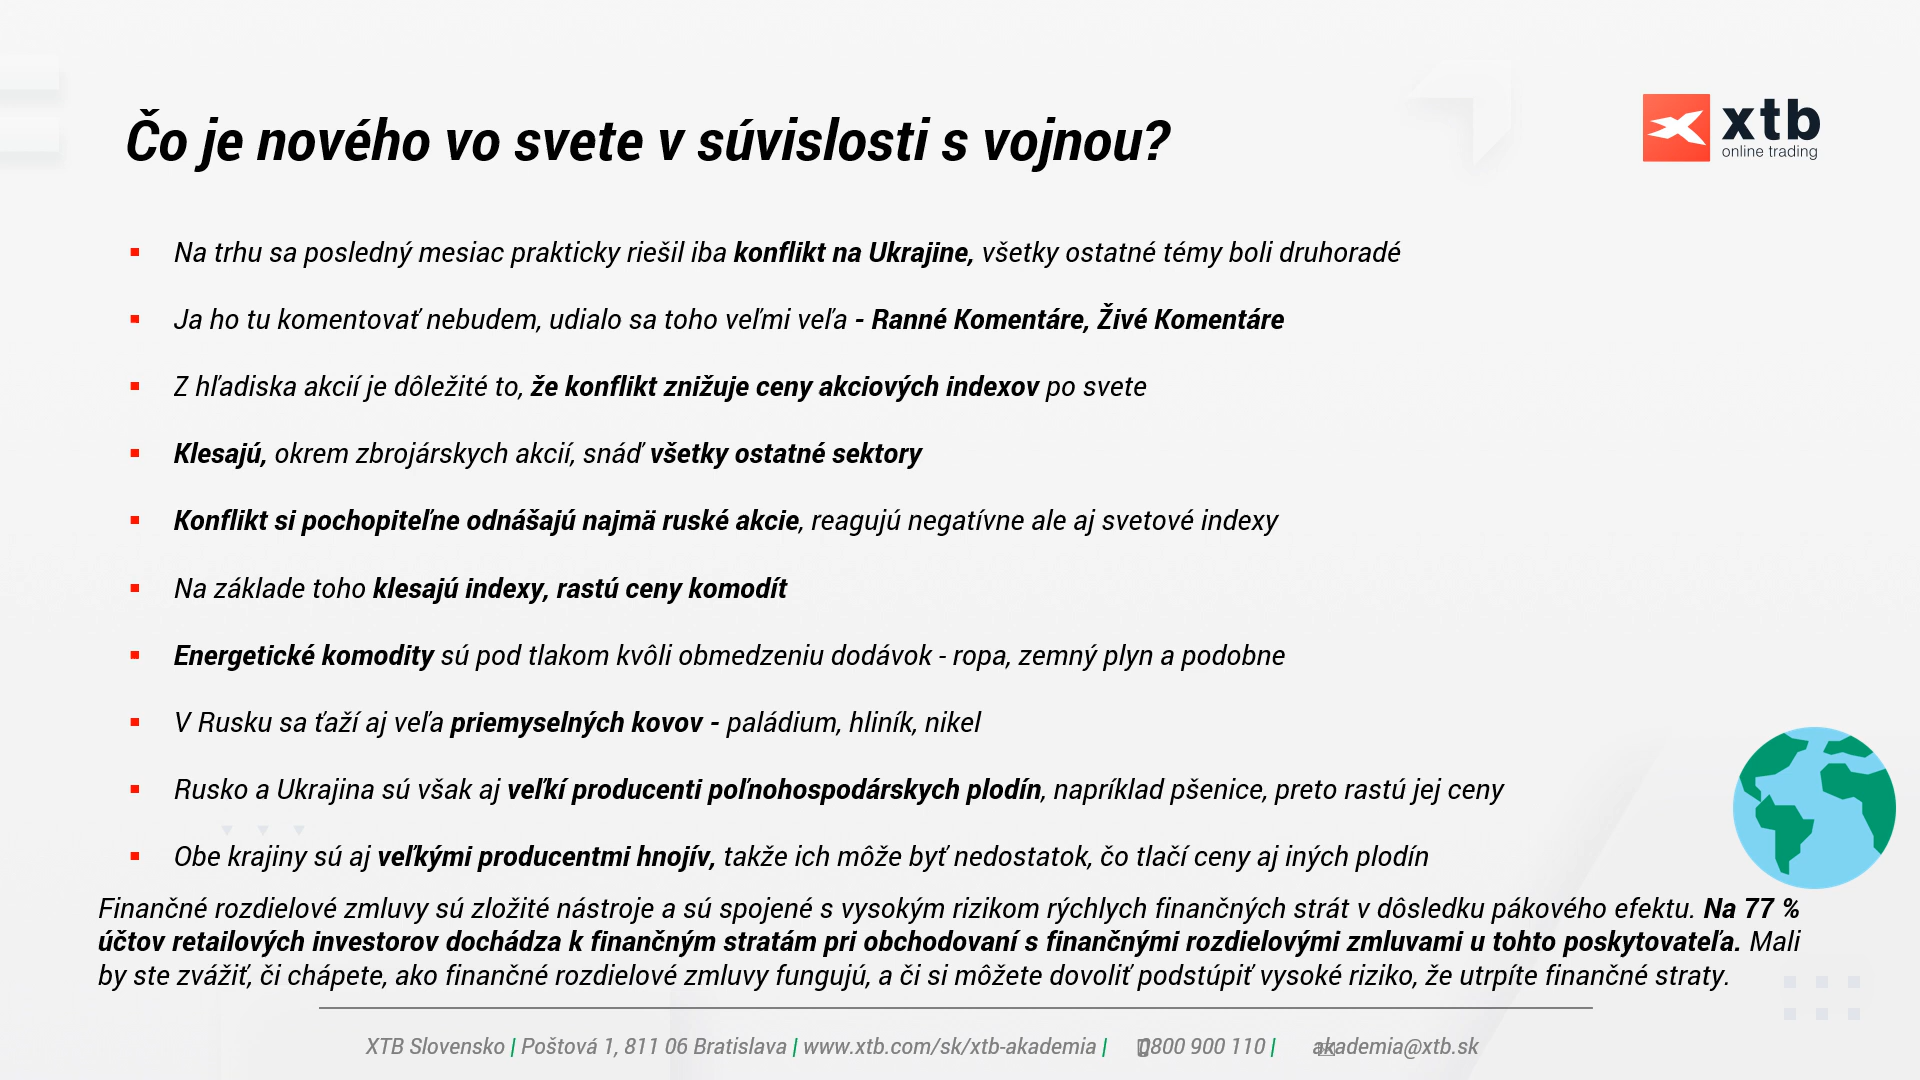 Čo je nového vo svete v súvislosti s vojnou?
xtb
online trading
Na trhu sa posledný mesiac prakticky riešil iba konflikt na Ukrajine, všetky ostatné témy boli druhoradé
Ja ho tu komentovať nebudem, udialo sa toho veľmi veľa - Ranné Komentáre, Živé Komentáre
Z hľadiska akcií je dôležité to, že konflikt znižuje ceny akciových indexov po svete
Klesajú, okrem zbrojárskych akcií, snáď všetky ostatné sektory
Konflikt si pochopiteľne odnášajú najmä ruské akcie, reagujú negatívne ale aj svetové indexy
Na základe toho klesajú indexy, rastú ceny komodít
Energetické komodity sú pod tlakom kvôli obmedzeniu dodávok - ropa, zemný plyn a podobne
V Rusku sa ťaží aj veľa priemyselných kovov - paládium, hliník, nikel
Rusko a Ukrajina sú však aj veľkí producenti poľnohospodárskych plodín, napríklad pšenice, preto rastú jej ceny
Obe krajiny sú aj veľkými producentmi hnojív, takže ich môže byť nedostatok, čo tlačí ceny aj iných plodín
Finančné rozdielové zmluvy sú zložité nástroje a sú spojené s vysokým rizikom rýchlych finančných strát v dôsledku pákového efektu. Na 77 %
účtov retailových investorov dochádza k finančným stratám pri obchodovaní s finančnými rozdielovými zmluvami u tohto poskytovateľa. Mali
by ste zvážiť, či chápete, ako finančné rozdielové zmluvy fungujú, a či si môžete dovoliť podstúpiť vysoké riziko, že utrpíte finančné straty.
XTB Slovensko | Poštová 1, 811 06 Bratislava | www.xtb.com/sk/xtb-akademia | 0800 900 110 | akademia@xtb.sk